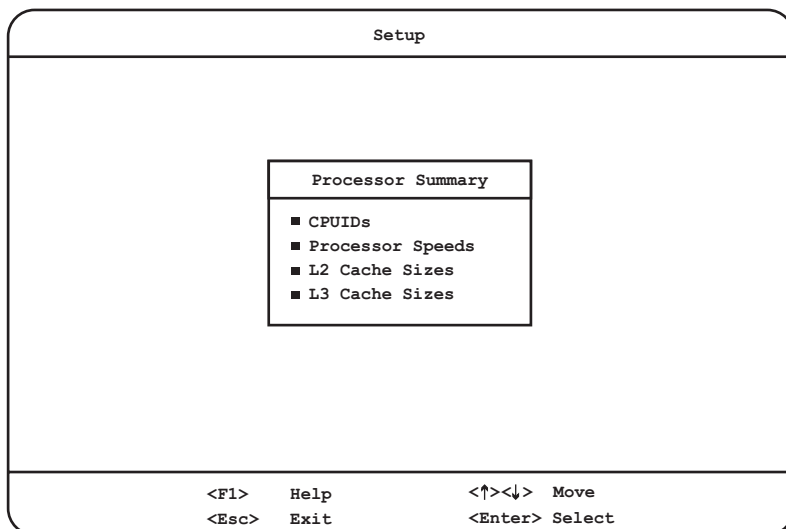 Setup
Processor Summary
■ CPUIDs
■ Processor Speeds
■ L2 Cache Sizes
■ L3 Cache Sizes
<F1> Help <↑><↓> Move
<Esc> Exit <Enter> Select